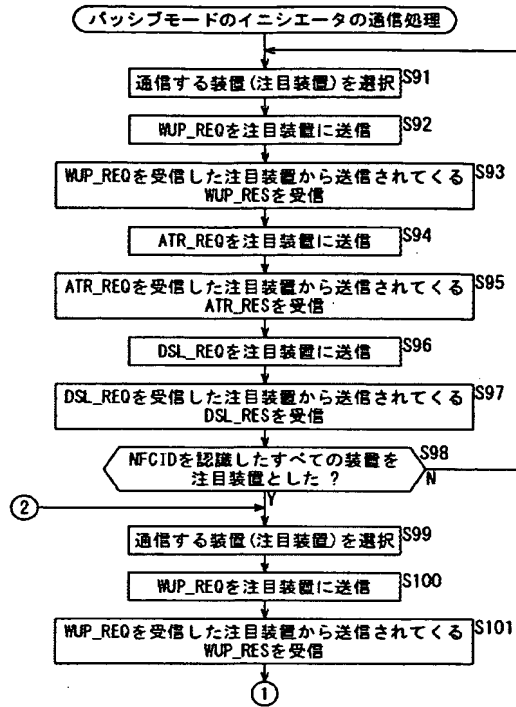 パッシブモードのイニシエータの通信処理
通信する装置(注目装置)を選択 S91
WUP_REQを注目装置に送信 S92
WUP_REQを受信した注目装置から送信されてくる S93
WUP_RESを受信
ATR_REQを注目装置に送信 S94
ATR_REQを受信した注目装置から送信されてくる S95
ATR_RESを受信
DSL_REQを注目装置に送信 S96
DSL_REQを受信した注目装置から送信されてくる S97
DSL_RESを受信
NFCIDを認識したすべての装置を S98
注目装置とした ? N
Y
2
通信する装置(注目装置)を選択 S99
WUP_REQを注目装置に送信 S100
WUP_REQを受信した注目装置から送信されてくる S101
WUP_RESを受信
1